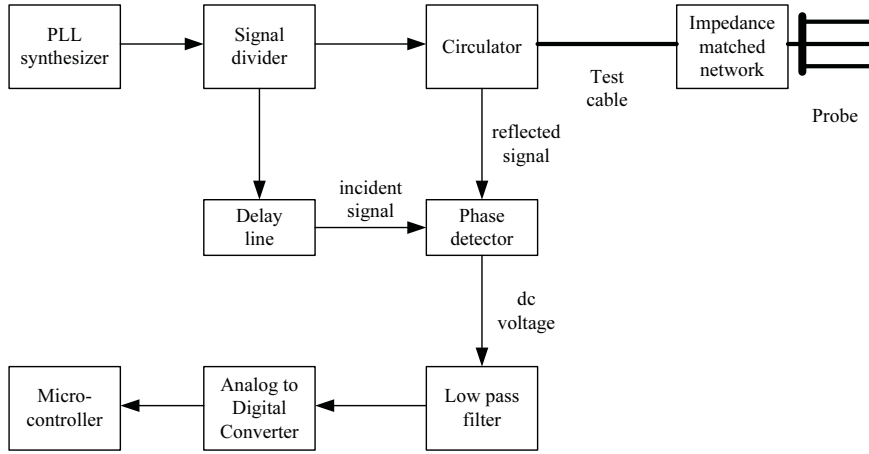 PLL
synthesizer
Signal
divider
Circulator
Test
cable
Impedance
matched
network
Probe
reflected
signal
Delay
line
incident
signal
Phase
detector
dc
voltage
Micro-
controller
Analog to
Digital
Converter
Low pass
filter